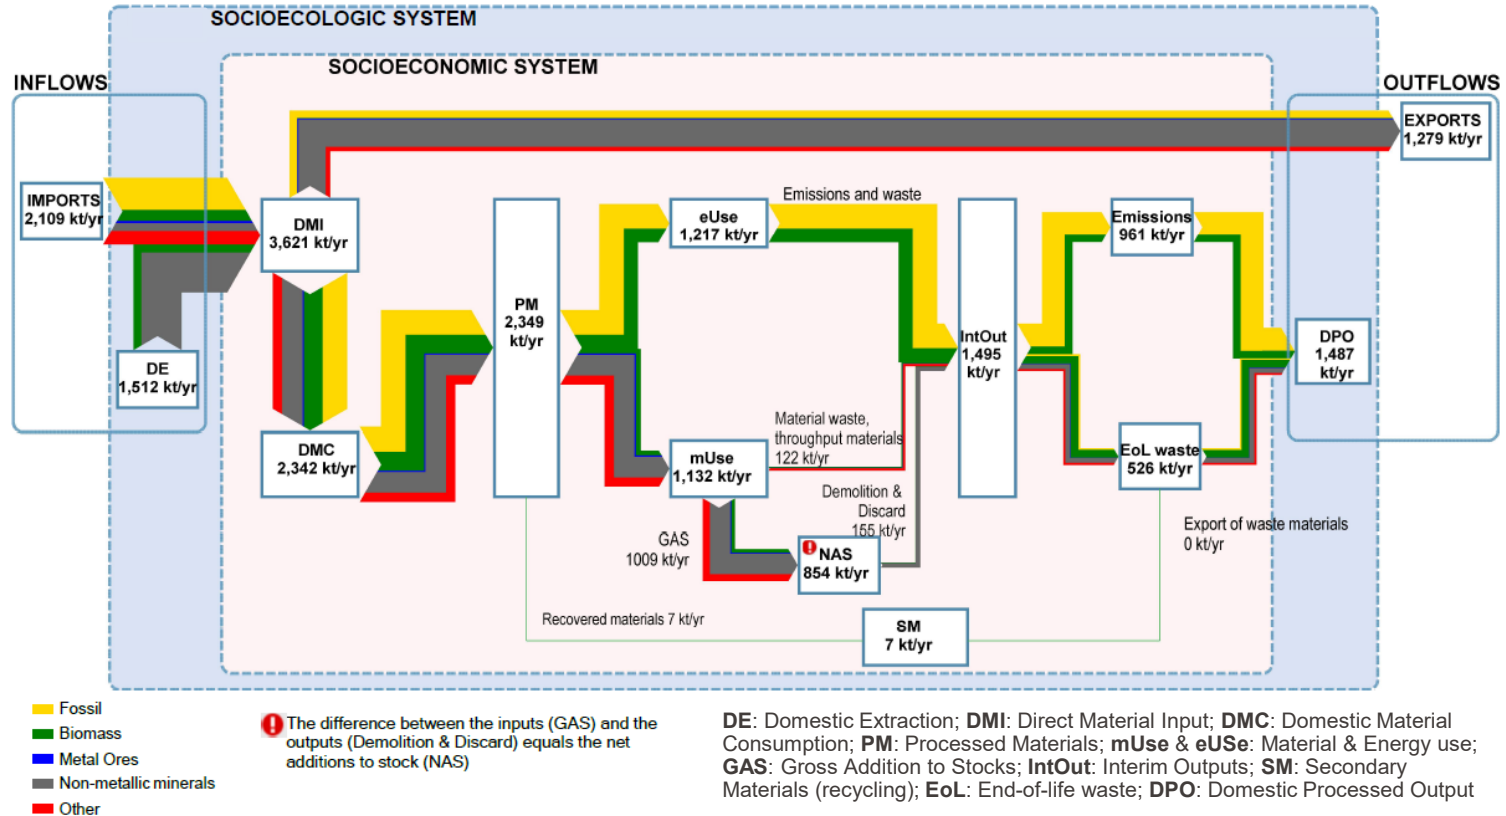 SOCIOECOLOGIC SYSTEM
SOCIOECONOMIC SYSTEM
INFLOWS
OUTFLOWS
EXPORTS
1,279 kt/yr
IMPORTS
2,109 kt/yr
DMI
3,621 kt/yr
DE
1,512 kt/yr
DMC
2,342 kt/yr
PM
2,349
kt/yr
eUse
1,217 kt/yr
Emissions and waste
mUse
1,132 kt/yr
Material waste,
throughput materials
122 kt/yr
Demolition &
Discard
155 kt/yr
GAS
1009 kt/yr
NAS
854 kt/yr
IntOut
1,495
kt/yr
Emissions
961 kt/yr
EoL waste
526 kt/yr
DPO
1,487
kt/yr
Export of waste materials
0 kt/yr
Recovered materials 7 kt/yr
SM
7 kt/yr
Fossil
Biomass
Metal Ores
Non-metallic minerals
Other
The difference between the inputs (GAS) and the
outputs (Demolition & Discard) equals the net
additions to stock (NAS)
DE: Domestic Extraction; DMI: Direct Material Input; DMC: Domestic Material
Consumption; PM: Processed Materials; mUse & eUSe: Material & Energy use;
GAS: Gross Addition to Stocks; IntOut: Interim Outputs; SM: Secondary
Materials (recycling); EoL: End-of-life waste; DPO: Domestic Processed Output